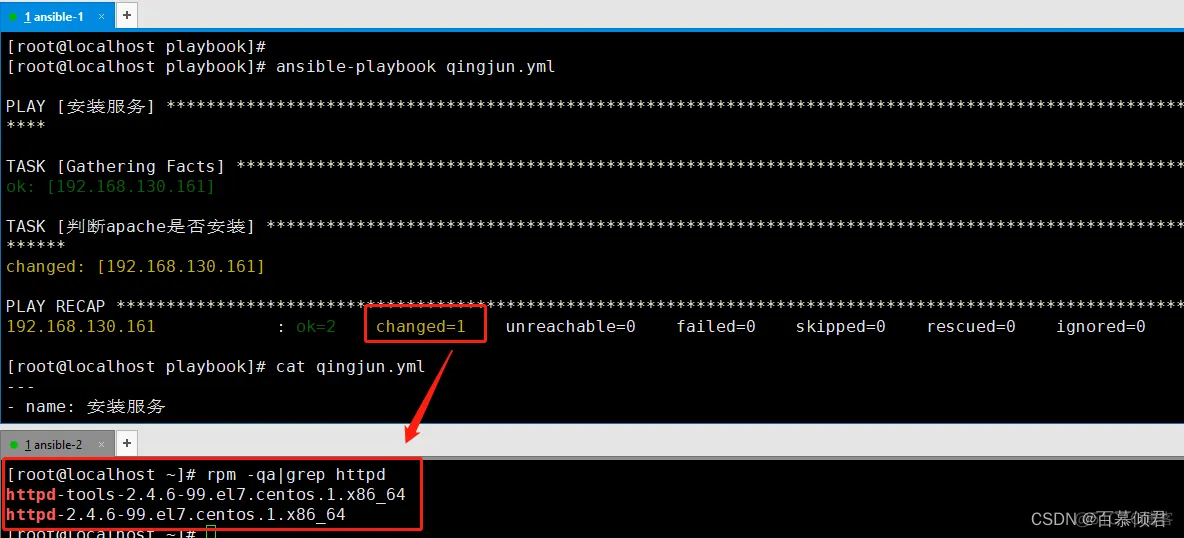 1 ansible-1 × +
[root@localhost playbook]#
[root@localhost playbook]# ansible-playbook qingjun.yml
PLAY [安装服务] ******************************************************************************************************
****
TASK [Gathering Facts] ***********************************************************************************************
ok: [192.168.130.161]
TASK [判断apache是否安装] ********************************************************************************************
******
changed: [192.168.130.161]
PLAY RECAP ***********************************************************************************************************
192.168.130.161 : ok=2 changed=1 unreachable=0 failed=0 skipped=0 rescued=0 ignored=0
[root@localhost playbook]# cat qingjun.yml
---
- name: 安装服务
1 ansible-2 × +
[root@localhost ~]# rpm -qa|grep httpd
httpd-tools-2.4.6-99.el7.centos.1.x86_64
httpd-2.4.6-99.el7.centos.1.x86_64
[root@localhost ~]#
CSDN @百慕倾君